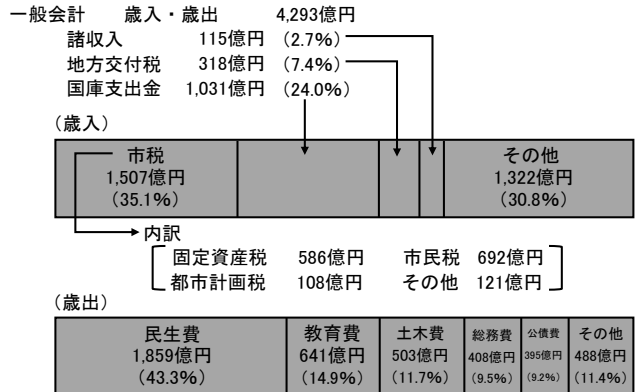 一般会計 歳入・歳出 4,293億円
諸収入 115億円 (2.7%)
地方交付税 318億円 (7.4%)
国庫支出金 1,031億円 (24.0%)
(歳入)
市税 その他
1,507億円 1,322億円
(35.1%) (30.8%)
内訳
固定資産税 586億円 市民税 692億円
都市計画税 108億円 その他 121億円
(歳出)
民生費 教育費 土木費 総務費 公債費 その他
1,859億円 641億円 503億円 408億円 395億円 488億円
(43.3%) (14.9%) (11.7%) (9.5%) (9.2%) (11.4%)